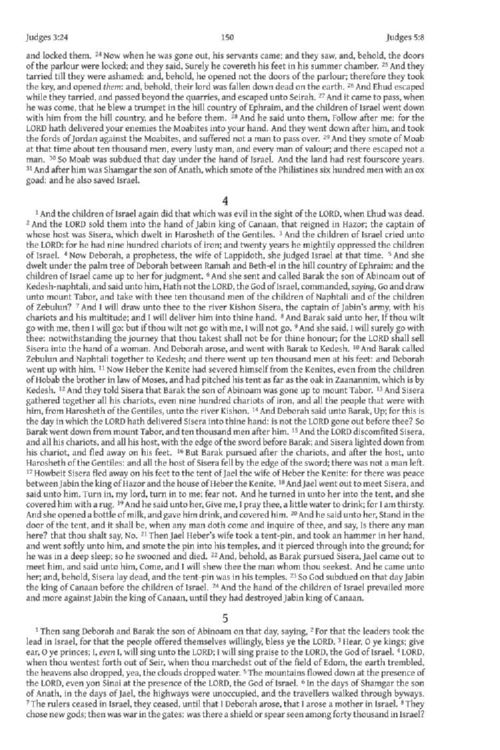 Judges 3:24 150 Judges 5:8
and locked them. 24 Now when he was gone out, his servants came; and they saw, and, behold, the doors
of the parlour were locked; and they said, Surely he covereth his feet in his summer chamber. 25 And they
tarried till they were ashamed: and, behold, he opened not the doors of the parlour; therefore they took
the key, and opened them: and, behold, their lord was fallen down dead on the earth. 26 And Ehud escaped
while they tarried, and passed beyond the quarries, and escaped unto Seirah. 27 And it came to pass, when
he was come, that he blew a trumpet in the hill country of Ephraim, and the children of Israel went down
with him from the hill country, and he before them. 28 And he said unto them, Follow after me: for the
LORD hath delivered your enemies the Moabites into your hand. And they went down after him, and took
the fords of Jordan against the Moabites, and suffered not a man to pass over. 29 And they smote of Moab
at that time about ten thousand men, every lusty man, and every man of valour; and there escaped not a
man. 30 So Moab was subdued that day under the hand of Israel. And the land had rest fourscore years.
31 And after him was Shamgar the son of Anath, which smote of the Philistines six hundred men with an ox
goad: and he also saved Israel.
4
1 And the children of Israel again did that which was evil in the sight of the LORD, when Ehud was dead.
2 And the LORD sold them into the hand of Jabin king of Canaan, that reigned in Hazor; the captain of
whose host was Sisera, which dwelt in Harosheth of the Gentiles. 3 And the children of Israel cried unto
the LORD: for he had nine hundred chariots of iron; and twenty years he mightily oppressed the children
of Israel. 4 Now Deborah, a prophetess, the wife of Lappidoth, she judged Israel at that time. 5 And she
dwelt under the palm tree of Deborah between Ramah and Beth-el in the hill country of Ephraim: and the
children of Israel came up to her for judgment. 6 And she sent and called Barak the son of Abinoam out of
Kedesh-naphtali, and said unto him, Hath not the LORD, the God of Israel, commanded, saying, Go and draw
unto mount Tabor, and take with thee ten thousand men of the children of Naphtali and of the children
of Zebulun? 7 And I will draw unto thee to the river Kishon Sisera, the captain of Jabin's army, with his
chariots and his multitude; and I will deliver him into thine hand. 8 And Barak said unto her, If thou wilt
go with me, then I will go: but if thou wilt not go with me, I will not go. 9 And she said, I will surely go with
thee: notwithstanding the journey that thou takest shall not be for thine honour; for the LORD shall sell
Sisera into the hand of a woman. And Deborah arose, and went with Barak to Kedesh. 10 And Barak called
Zebulun and Naphtali together to Kedesh; and there went up ten thousand men at his feet: and Deborah
went up with him. 11 Now Heber the Kenite had severed himself from the Kenites, even from the children
of Hobab the brother in law of Moses, and had pitched his tent as far as the oak in Zaanannim, which is by
Kedesh. 12 And they told Sisera that Barak the son of Abinoam was gone up to mount Tabor. 13 And Sisera
gathered together all his chariots, even nine hundred chariots of iron, and all the people that were with
him, from Harosheth of the Gentiles, unto the river Kishon. 14 And Deborah said unto Barak, Up; for this is
the day in which the LORD hath delivered Sisera into thine hand: is not the LORD gone out before thee? So
Barak went down from mount Tabor, and ten thousand men after him. 15 And the LORD discomfited Sisera,
and all his chariots, and all his host, with the edge of the sword before Barak; and Sisera lighted down from
his chariot, and fled away on his feet. 16 But Barak pursued after the chariots, and after the host, unto
Harosheth of the Gentiles: and all the host of Sisera fell by the edge of the sword; there was not a man left.
17 Howbeit Sisera fled away on his feet to the tent of Jael the wife of Heber the Kenite: for there was peace
between Jabin the king of Hazor and the house of Heber the Kenite. 18 And Jael went out to meet Sisera, and
said unto him, Turn in, my lord, turn in to me; fear not. And he turned in unto her into the tent, and she
covered him with a rug. 19 And he said unto her, Give me, I pray thee, a little water to drink; for I am thirsty.
And she opened a bottle of milk, and gave him drink, and covered him. 20 And he said unto her, Stand in the
door of the tent, and it shall be, when any man doth come and inquire of thee, and say, Is there any man
here? that thou shalt say, No. 21 Then Jael Heber's wife took a tent-pin, and took an hammer in her hand,
and went softly unto him, and smote the pin into his temples, and it pierced through into the ground; for
he was in a deep sleep; so he swooned and died. 22 And, behold, as Barak pursued Sisera, Jael came out to
meet him, and said unto him, Come, and I will shew thee the man whom thou seekest. And he came unto
her; and, behold, Sisera lay dead, and the tent-pin was in his temples. 23 So God subdued on that day Jabin
the king of Canaan before the children of Israel. 24 And the hand of the children of Israel prevailed more
and more against Jabin the king of Canaan, until they had destroyed Jabin king of Canaan.
5
1 Then sang Deborah and Barak the son of Abinoam on that day, saying, 2 For that the leaders took the
lead in Israel, for that the people offered themselves willingly, bless ye the LORD. 3 Hear, O ye kings; give
ear, O ye princes; I, even I, will sing unto the LORD; I will sing praise to the LORD, the God of Israel. 4 LORD,
when thou wentest forth out of Seir, when thou marchedst out of the field of Edom, the earth trembled,
the heavens also dropped, yea, the clouds dropped water. 5 The mountains flowed down at the presence of
the LORD, even yon Sinai at the presence of the LORD, the God of Israel. 6 In the days of Shamgar the son
of Anath, in the days of Jael, the highways were unoccupied, and the travellers walked through byways.
7 The rulers ceased in Israel, they ceased, until that I Deborah arose, that I arose a mother in Israel. 8 They
chose new gods; then was war in the gates: was there a shield or spear seen among forty thousand in Israel?